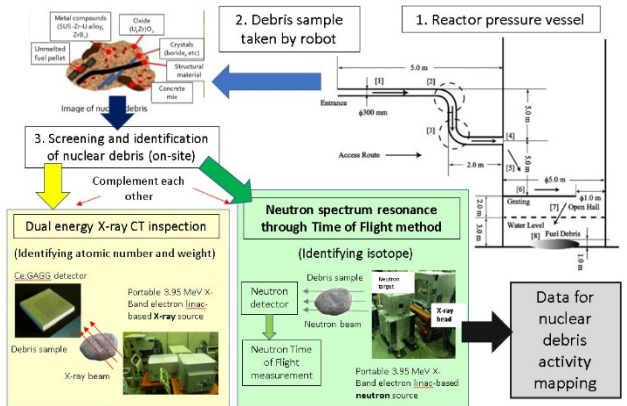 Metal compounds
(SUS-Zr-U alloy,
ZrB₂)
Oxide
(U,Zr)O₂
Crystals
(boride, etc)
Unmelted
fuel pellet
Structural
material
Concrete
mix
Image of nuclear debris
2. Debris sample
taken by robot
1. Reactor pressure vessel
5.0 m
[1]
[2]
Entrance
ϕ300 mm
[3]
[4]
5.0 m
Access Route
2.0 m
[5]
5.0 m
ϕ5.0 m
[6]
ϕ1.0 m
Grating
[7]
Open Hall
2.0 m
Water Level
3.0 m
Fuel Debris
[8]
1.0 m
3. Screening and identification
of nuclear debris (on-site)
Complement each
other
Dual energy X-ray CT inspection
(Identifying atomic number and weight)
Ce:GAGG detector
Portable 3.95 MeV X-
Band electron linac-
based X-ray source
Debris sample
X-ray beam
Neutron spectrum resonance
through Time of Flight method
(Identifying isotope)
Debris sample
Neutron
detector
Neutron beam
Neutron Time
of Flight
measurement
Neutron
target
X-ray
head
Portable 3.95 MeV X-
Band electron linac-based
neutron source
Data for
nuclear
debris
activity
mapping